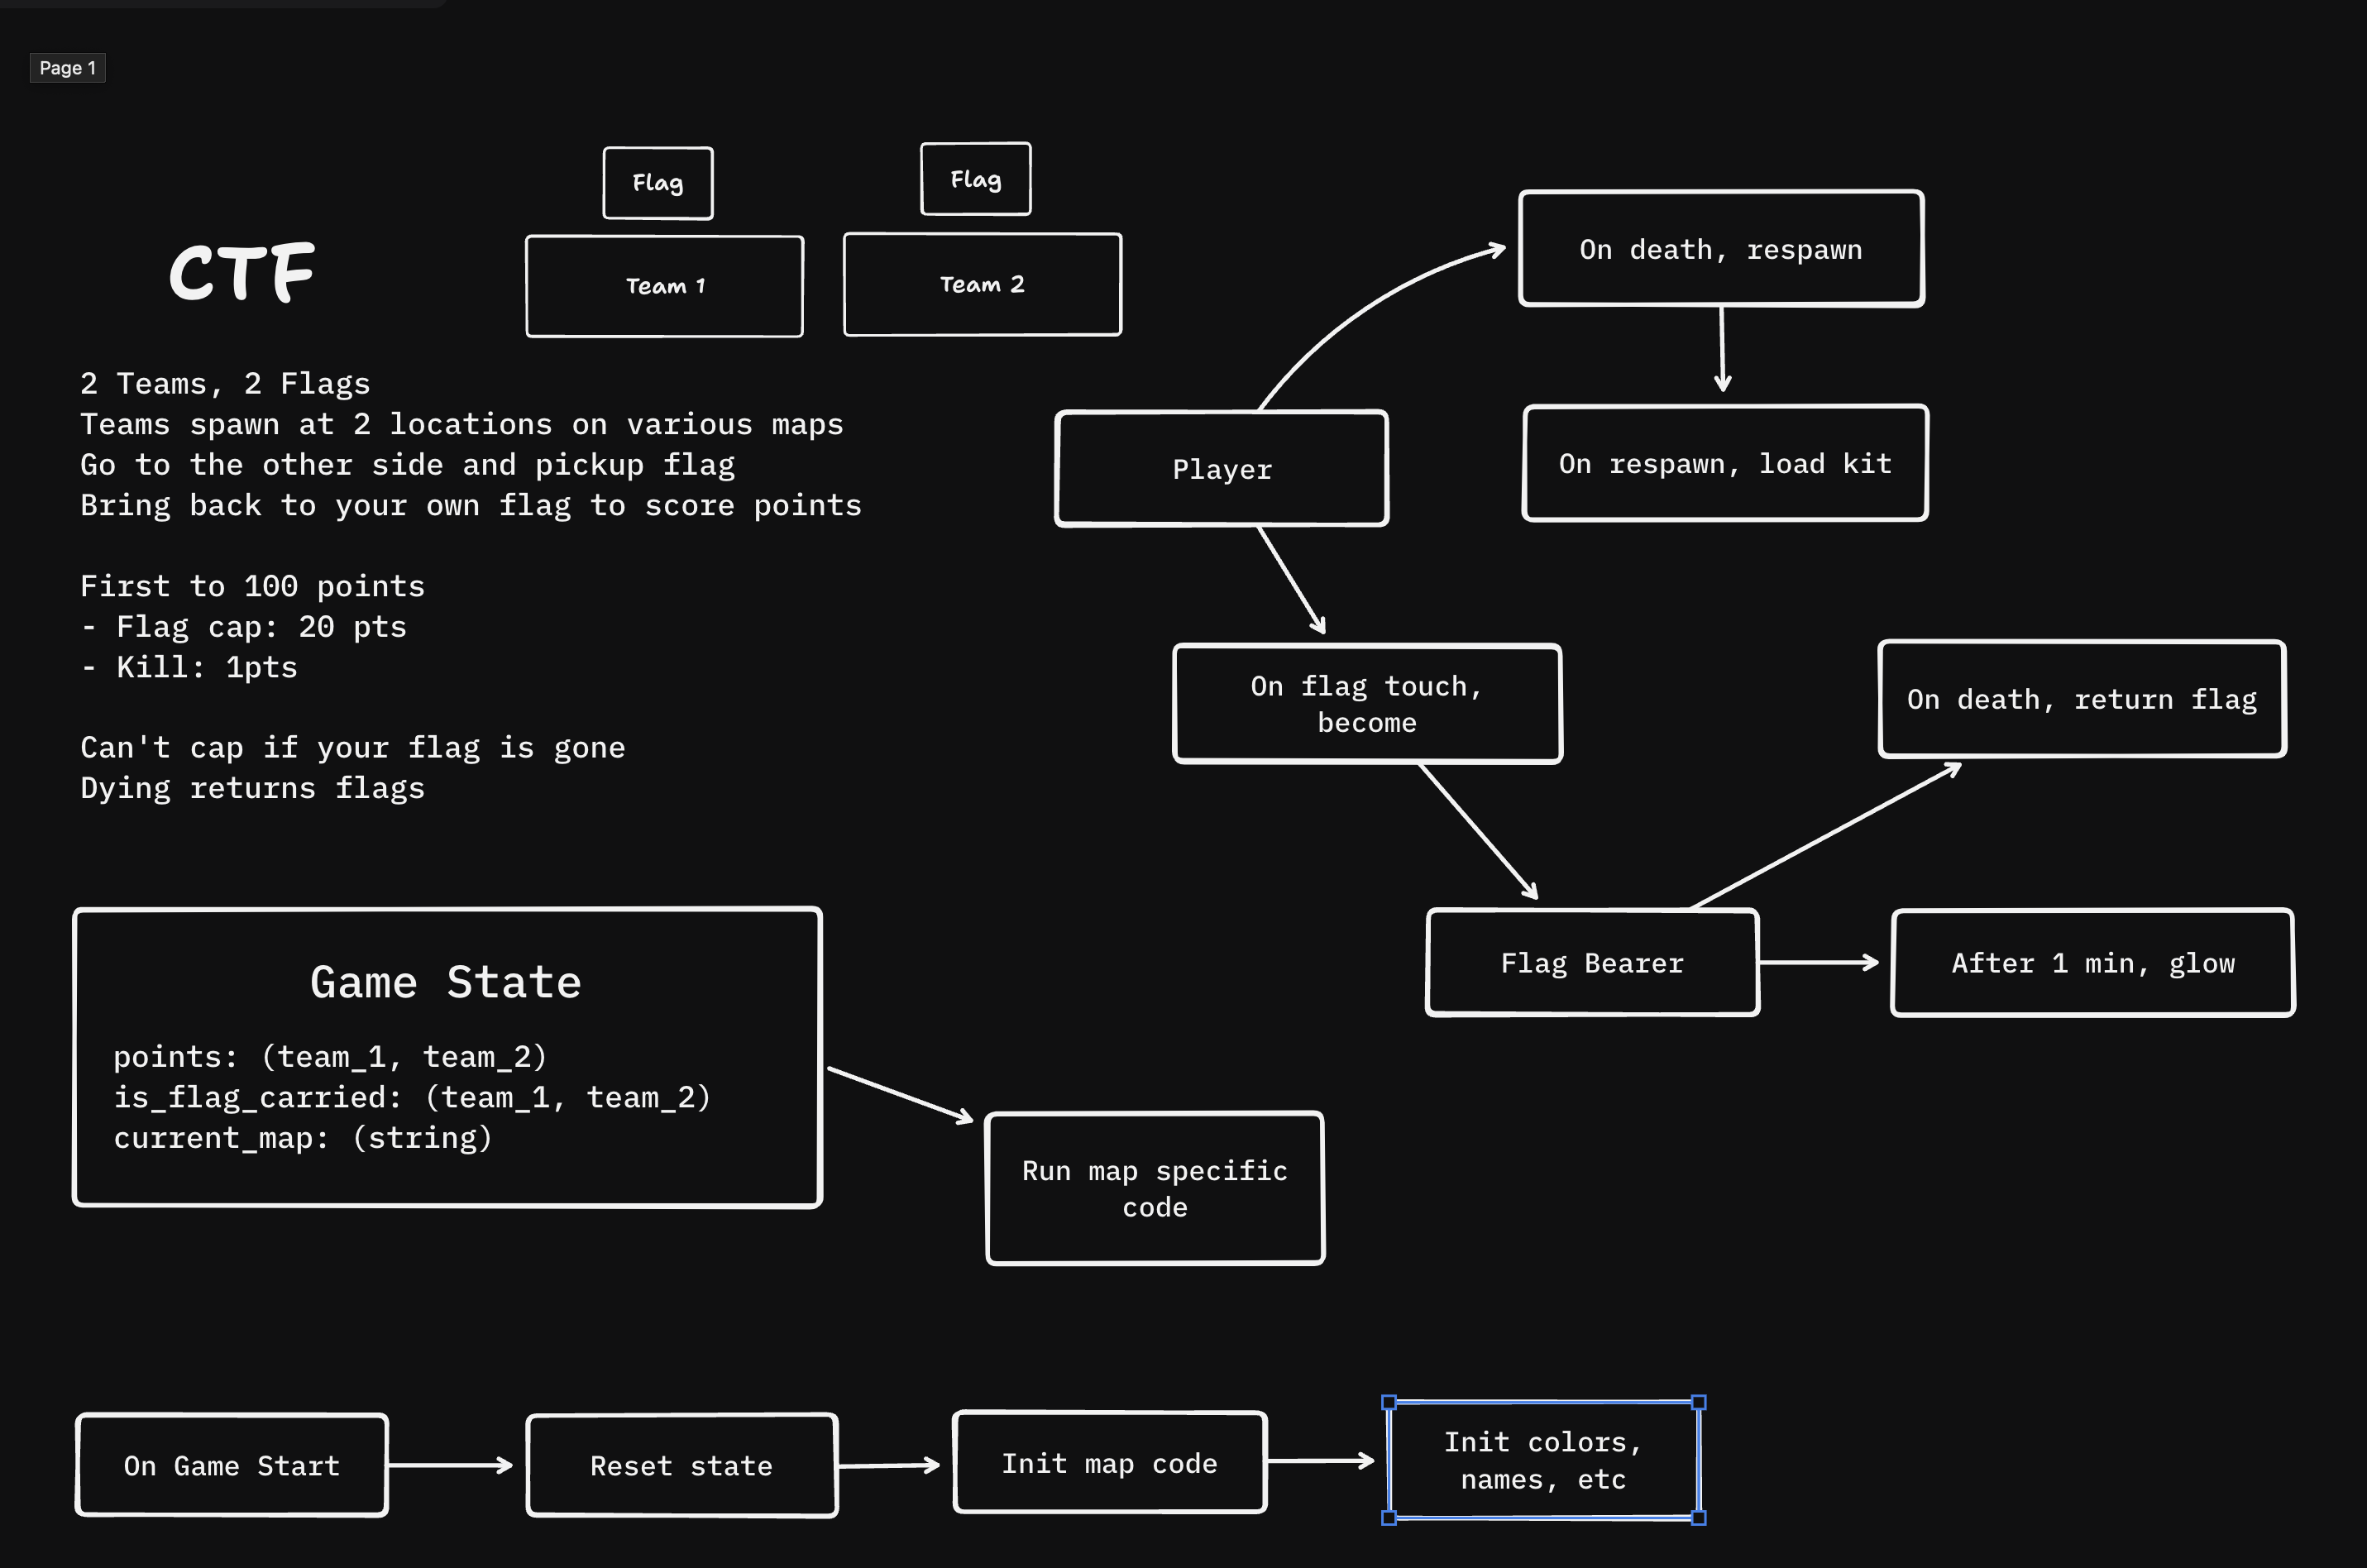 Page 1
CTF
Flag
Team 1
Flag
Team 2
2 Teams, 2 Flags
Teams spawn at 2 locations on various maps
Go to the other side and pickup flag
Bring back to your own flag to score points
First to 100 points
- Flag cap: 20 pts
- Kill: 1pts
Can't cap if your flag is gone
Dying returns flags
Player
On death, respawn
On respawn, load kit
On flag touch,
become
Flag Bearer
On death, return flag
After 1 min, glow
Game State
points: (team_1, team_2)
is_flag_carried: (team_1, team_2)
current_map: (string)
Run map specific
code
On Game Start
Reset state
Init map code
Init colors,
names, etc